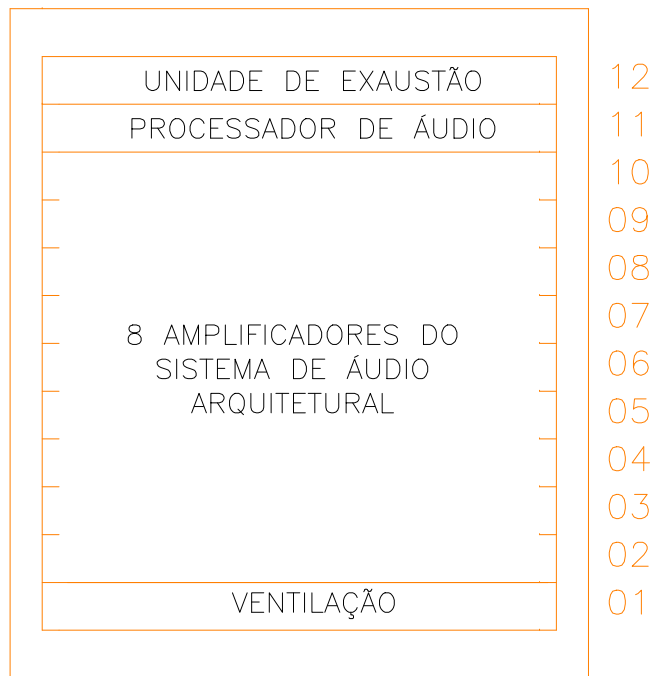 UNIDADE DE EXAUSTÃO 12
PROCESSADOR DE ÁUDIO 11
10
09
08
07
8 AMPLIFICADORES DO
SISTEMA DE ÁUDIO 06
ARQUITETURAL 05
04
03
02
VENTILAÇÃO 01